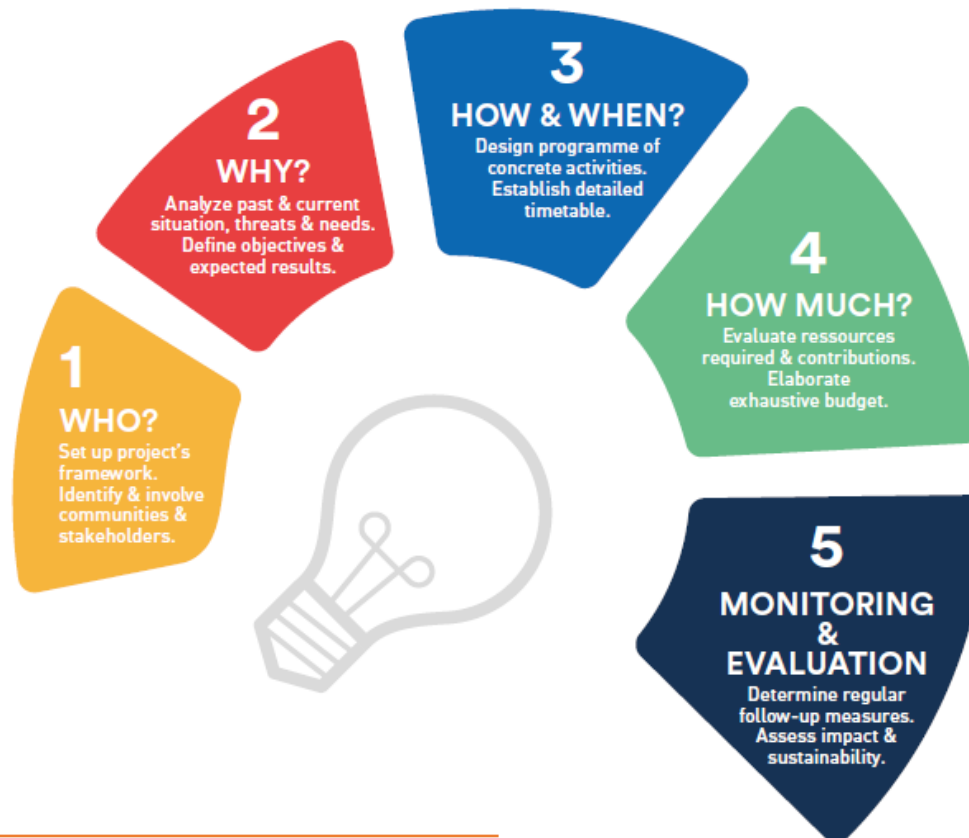 1
WHO?
Set up project's
framework.
Identify & involve
communities &
stakeholders.
2
WHY?
Analyze past & current
situation, threats & needs.
Define objectives &
expected results.
3
HOW & WHEN?
Design programme of
concrete activities.
Establish detailed
timetable.
4
HOW MUCH?
Evaluate ressources
required & contributions.
Elaborate
exhaustive budget.
5
MONITORING
&
EVALUATION
Determine regular
follow-up measures.
Assess impact &
sustainability.